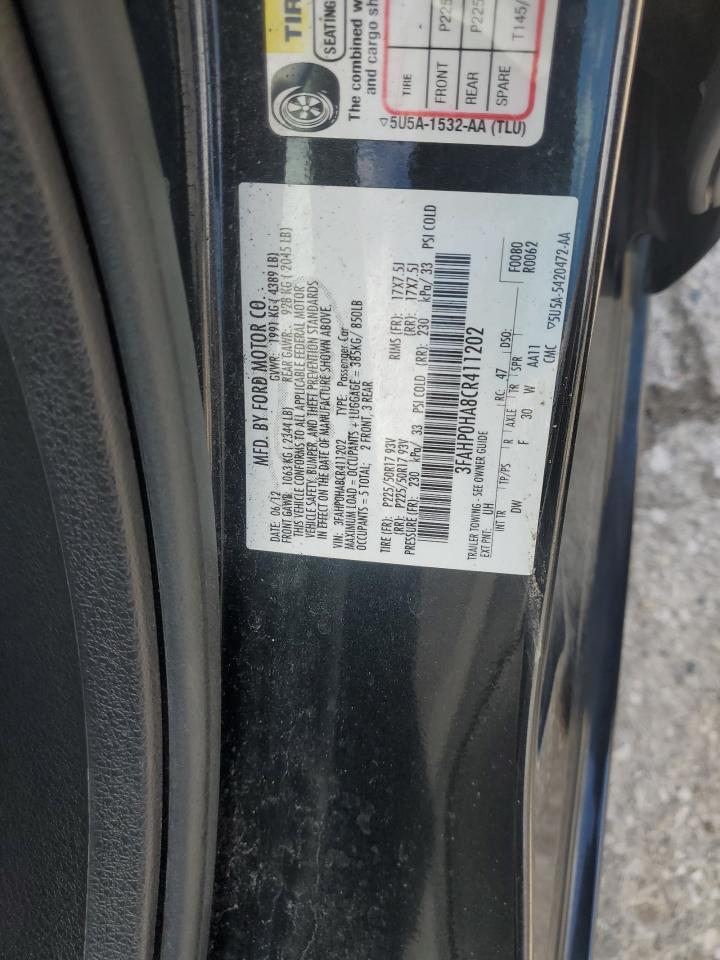 TIR
SEATING
The combined w
and cargo sh
TIRE
FRONT P225
REAR P225
SPARE T145/
5U5A-1532-AA (TLU)
MFD. BY FORD MOTOR CO.
DATE: 06/12 GVWR: 1991 KG ( 4389 LB)
FRONT GAWR: 1063 KG ( 2344 LB) REAR GAWR: 928 KG ( 2045 LB)
THIS VEHICLE CONFORMS TO ALL APPLICABLE FEDERAL MOTOR
VEHICLE SAFETY, BUMPER, AND THEFT PREVENTION STANDARDS
IN EFFECT ON THE DATE OF MANUFACTURE SHOWN ABOVE.
VIN: 3FAHP0HA8CR411202 TYPE: Passenger Car
MAXIMUM LOAD = OCCUPANTS + LUGGAGE = 385KG/ 850LB
OCCUPANTS = 5 TOTAL; 2 FRONT, 3 REAR
TIRE (FR): P225/50R17 93V RIMS (FR): 17X7.5J
(RR): P225/50R17 93V (RR): 17X7.5J
PRESSURE (FR): 230 kPa/ 33 PSI COLD (RR): 230 kPa/ 33 PSI COLD
3FAHP0HA8CR411202
TRAILER TOWING - SEE OWNER GUIDE F0080
EXT PNT: UH RC: 47 DSO: R0062
INT TR TP/PS R AXLE TR SPR
DW F 30 W AA11
CMC 5U5A-5420472-AA